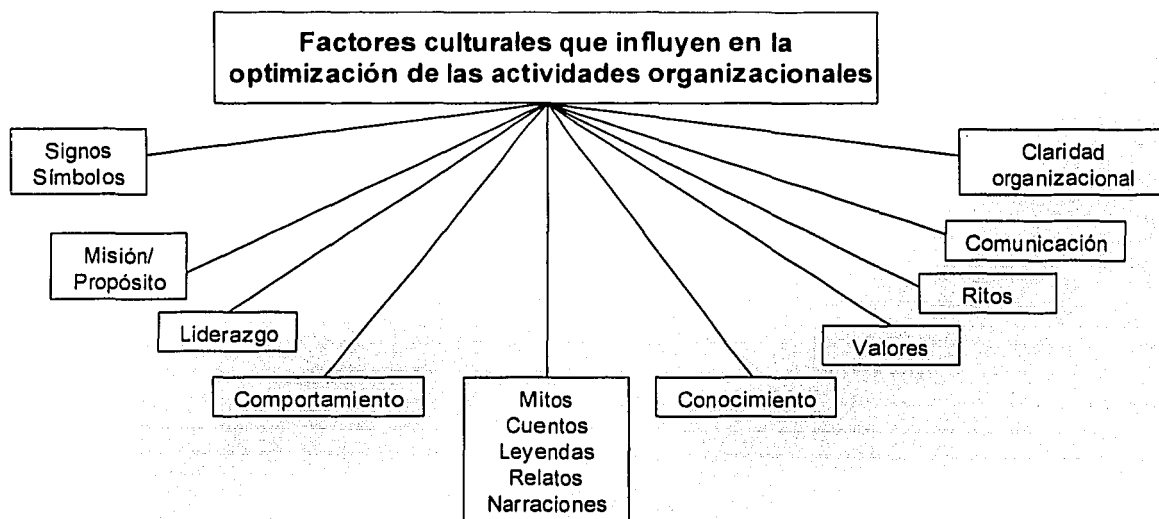 Factores culturales que influyen en la
optimización de las actividades organizacionales
Signos
Símbolos
Misión/
Propósito
Liderazgo
Comportamiento
Mitos
Cuentos
Leyendas
Relatos
Narraciones
Conocimiento
Valores
Ritos
Comunicación
Claridad
organizacional